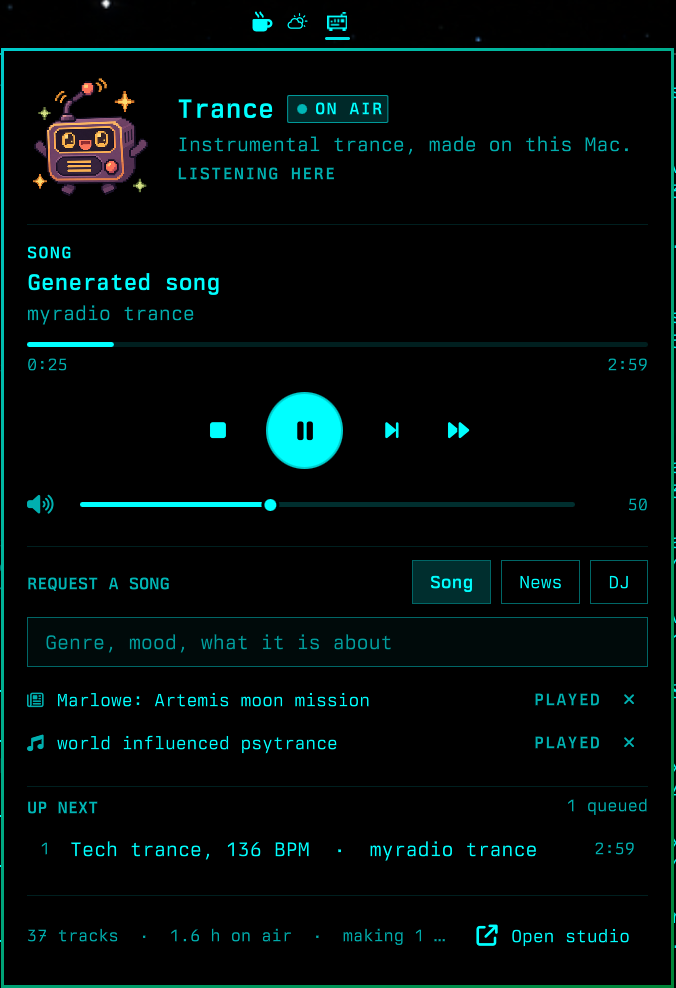 Trance ON AIR
Instrumental trance, made on this Mac.
LISTENING HERE
SONG
Generated song
myradio trance
0:25 2:59
50
REQUEST A SONG Song News DJ
Genre, mood, what it is about
Marlowe: Artemis moon mission PLAYED ×
world influenced psytrance PLAYED ×
UP NEXT 1 queued
1 Tech trance, 136 BPM · myradio trance 2:59
37 tracks · 1.6 h on air · making 1 … Open studio